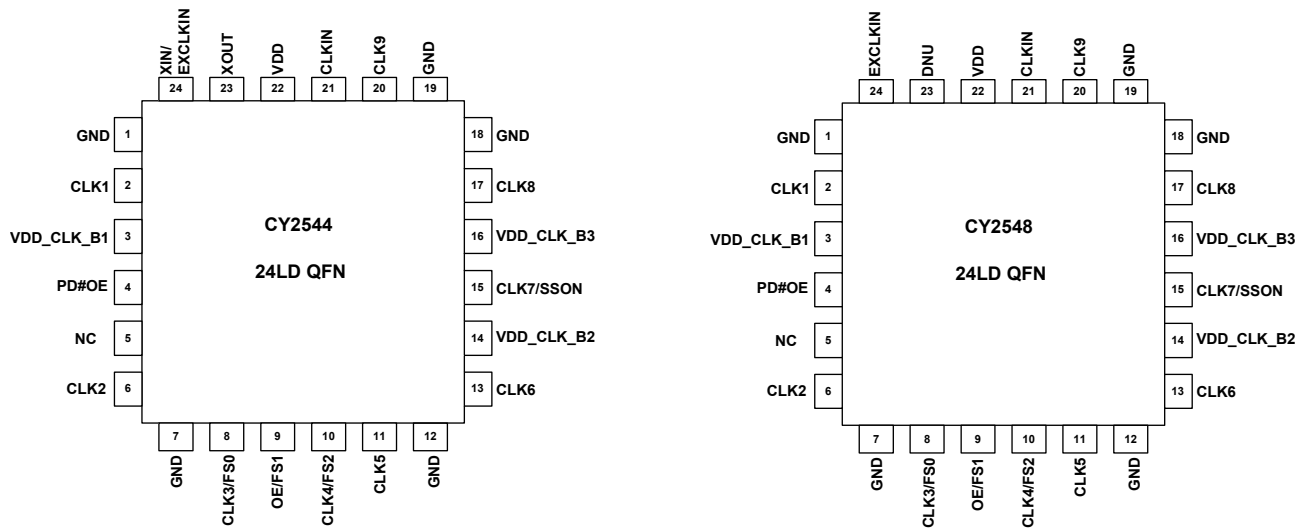 XIN/
EXCLKIN
XOUT
VDD
CLKIN
CLK9
GND
24
23
22
21
20
19
GND 1
CLK1 2
VDD_CLK_B1 3
PD#OE 4
NC 5
CLK2 6
CY2544
24LD QFN
18 GND
17 CLK8
16 VDD_CLK_B3
15 CLK7/SSON
14 VDD_CLK_B2
13 CLK6
7
8
9
10
11
12
GND
CLK3/FS0
OE/FS1
CLK4/FS2
CLK5
GND
EXCLKIN
DNU
VDD
CLKIN
CLK9
GND
24
23
22
21
20
19
GND 1
CLK1 2
VDD_CLK_B1 3
PD#OE 4
NC 5
CLK2 6
CY2548
24LD QFN
18 GND
17 CLK8
16 VDD_CLK_B3
15 CLK7/SSON
14 VDD_CLK_B2
13 CLK6
7
8
9
10
11
12
GND
CLK3/FS0
OE/FS1
CLK4/FS2
CLK5
GND